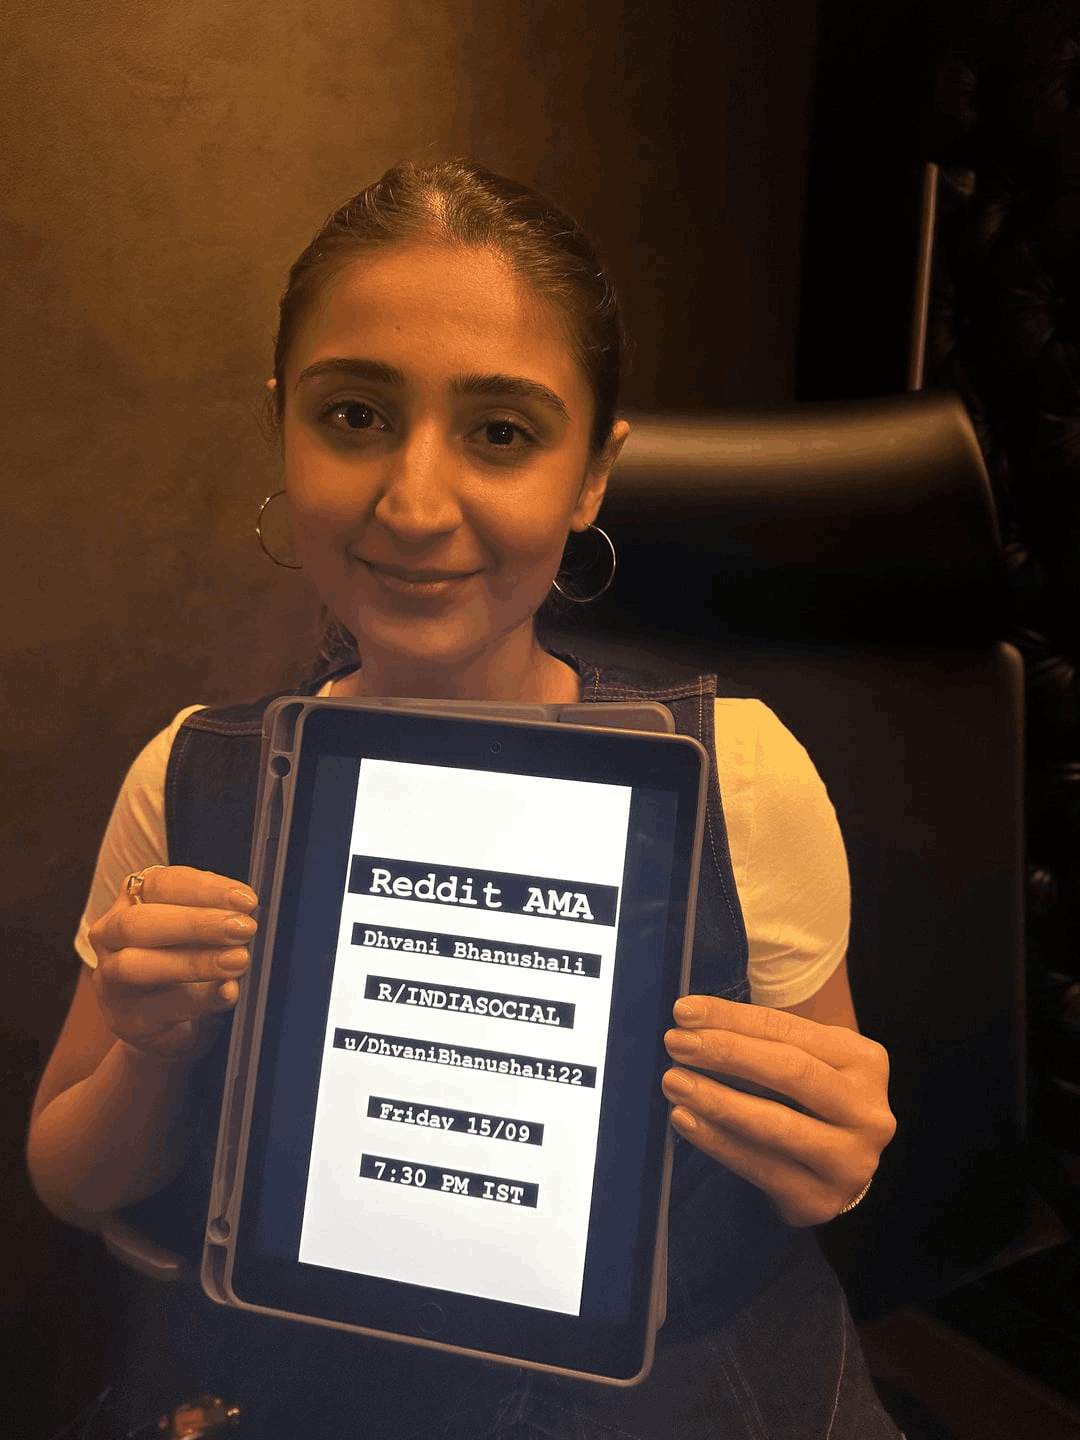 Reddit AMA
Dhvani Bhanushali
R/INDIASOCIAL
u/DhvaniBhanushali22
Friday 15/09
7:30 PM IST